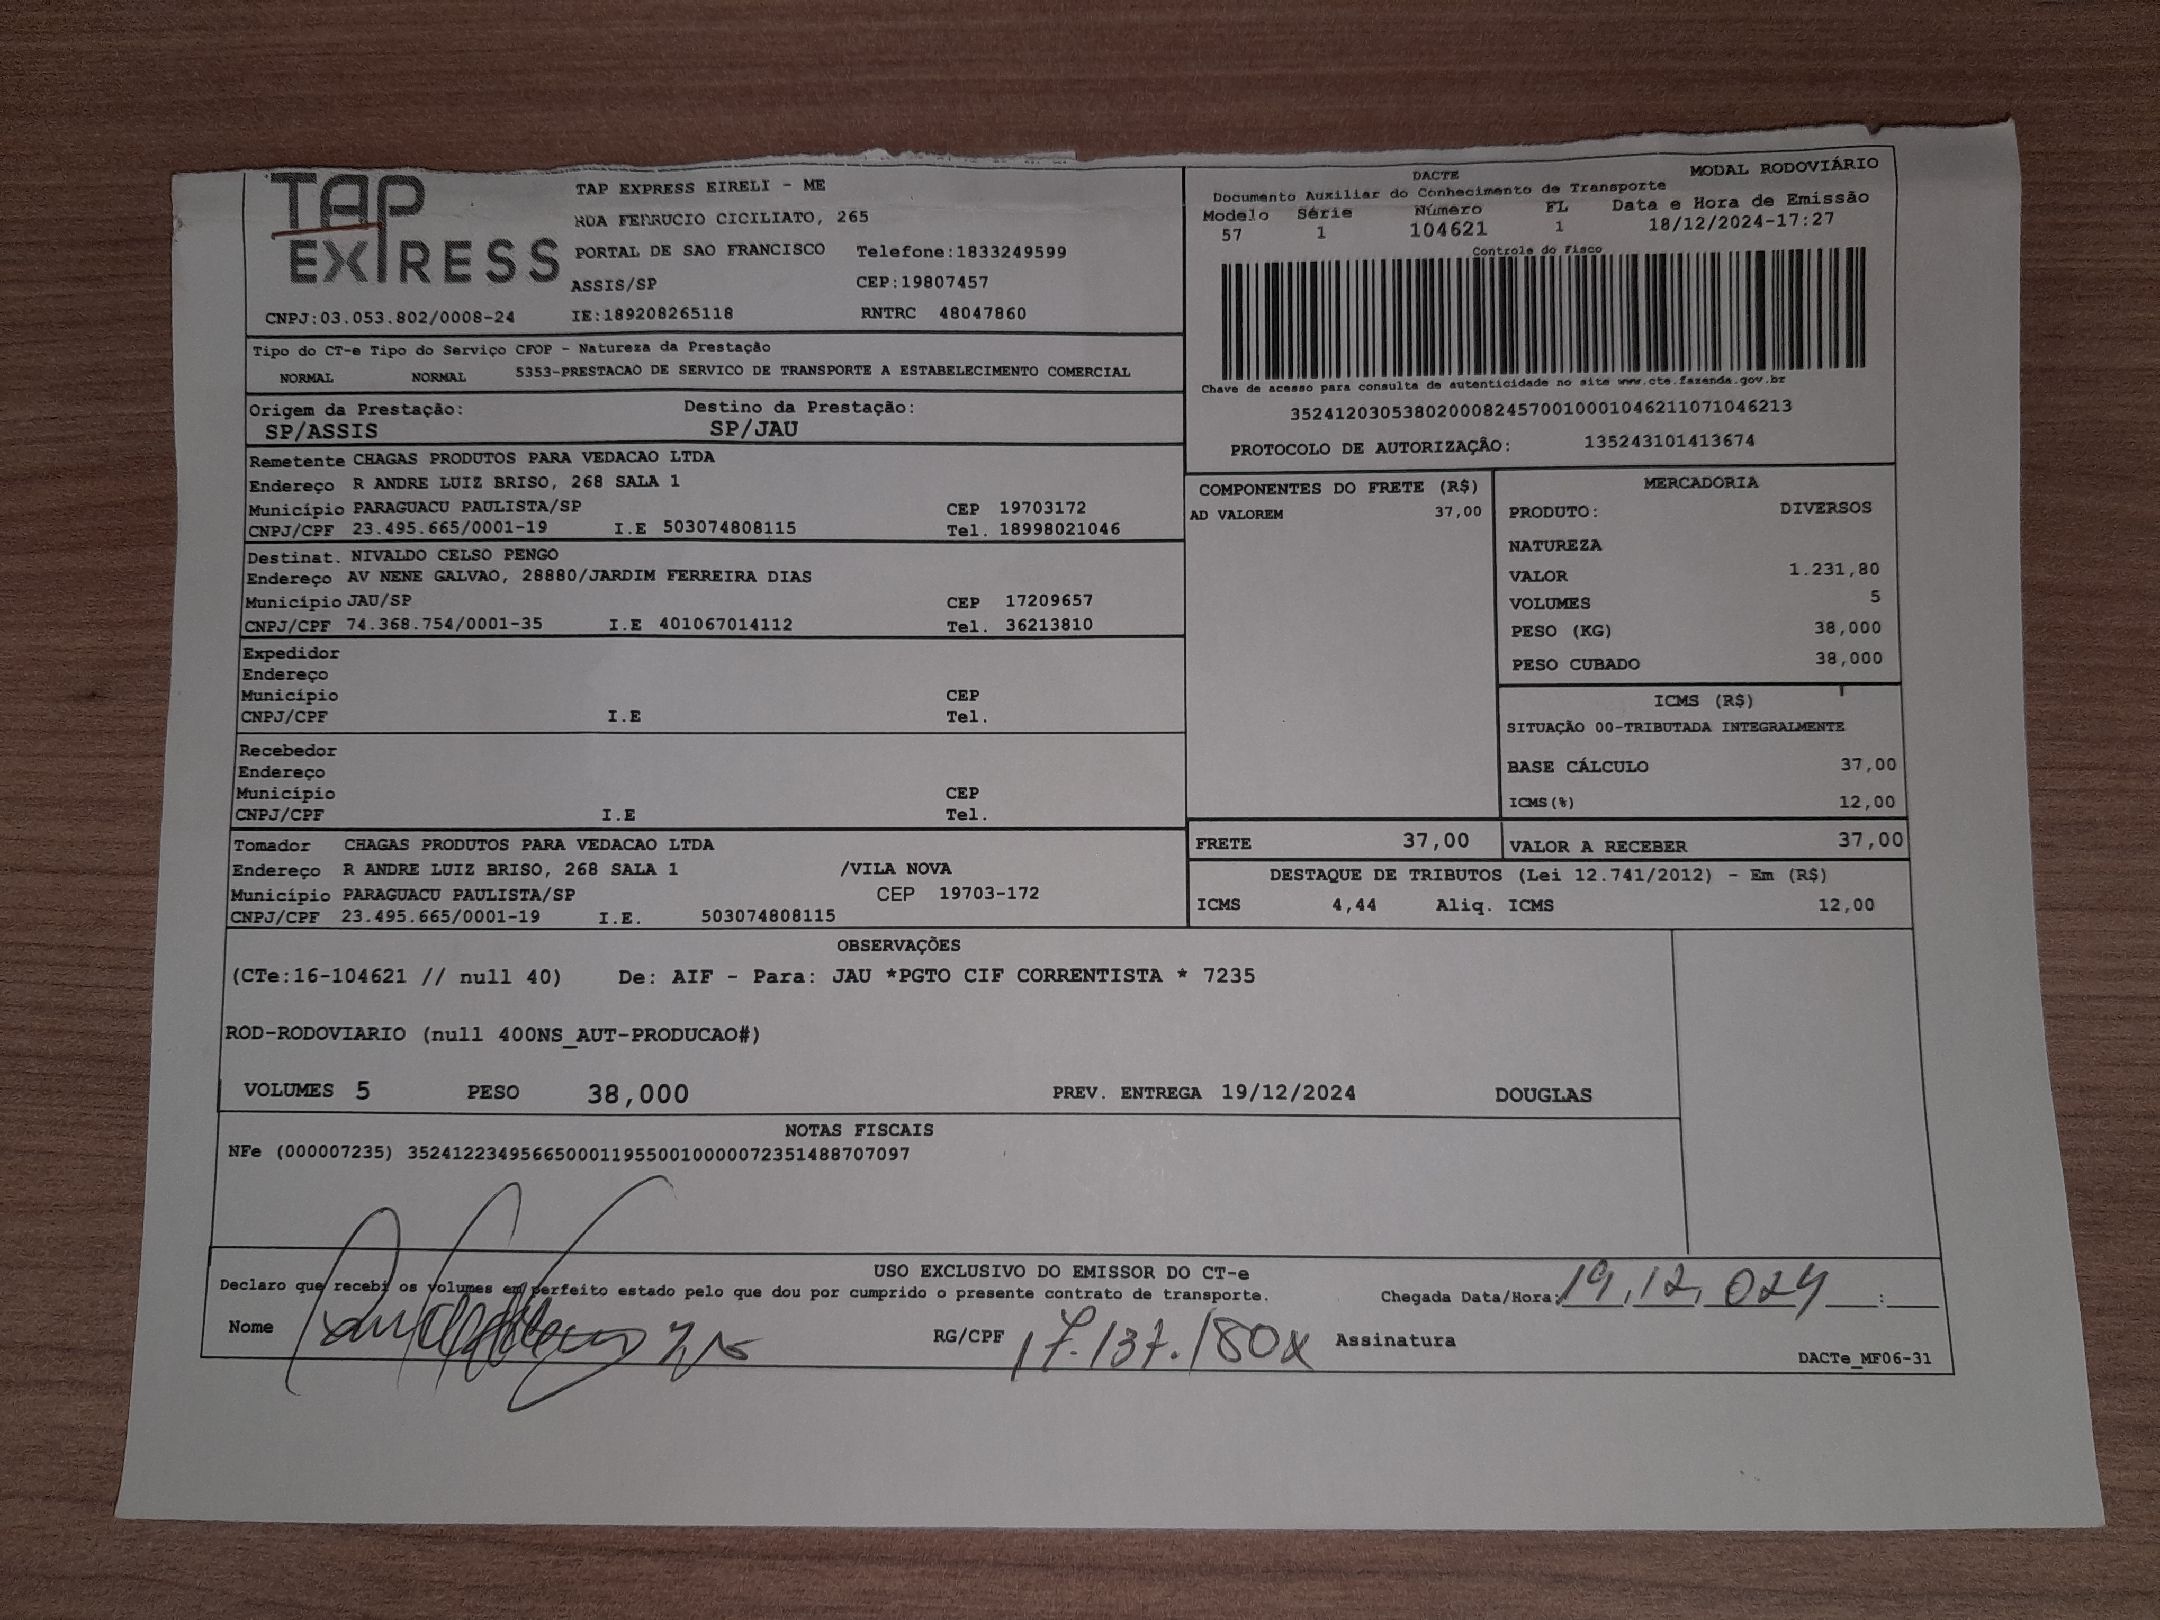 TAP
EXPRESS
TAP EXPRESS EIRELI - ME
RUA FERRUCIO CICILIATO, 265
PORTAL DE SAO FRANCISCO Telefone:1833249599
ASSIS/SP CEP:19807457
CNPJ:03.053.802/0008-24 IE:189208265118 RNTRC 48047860
DACTE MODAL RODOVIÁRIO
Documento Auxiliar do Conhecimento de Transporte
Modelo Série Número FL Data e Hora de Emissão
57 1 104621 1 18/12/2024-17:27
Controle do Fisco
Chave de acesso para consulta de autenticidade no site www.cte.fazenda.gov.br
35241203053802000824570010001046211071046213
PROTOCOLO DE AUTORIZAÇÃO: 135243101413674
Tipo do CT-e Tipo do Serviço CFOP - Natureza da Prestação
NORMAL NORMAL 5353-PRESTACAO DE SERVICO DE TRANSPORTE A ESTABELECIMENTO COMERCIAL
Origem da Prestação: Destino da Prestação:
SP/ASSIS SP/JAU
Remetente CHAGAS PRODUTOS PARA VEDACAO LTDA
Endereço R ANDRE LUIZ BRISO, 268 SALA 1
Município PARAGUACU PAULISTA/SP CEP 19703172
CNPJ/CPF 23.495.665/0001-19 I.E 503074808115 Tel. 18998021046
Destinat. NIVALDO CELSO PENGO
Endereço AV NENE GALVAO, 28880/JARDIM FERREIRA DIAS
Município JAU/SP CEP 17209657
CNPJ/CPF 74.368.754/0001-35 I.E 401067014112 Tel. 36213810
Expedidor
Endereço
Município CEP
CNPJ/CPF I.E Tel.
Recebedor
Endereço
Município CEP
CNPJ/CPF I.E Tel.
Tomador CHAGAS PRODUTOS PARA VEDACAO LTDA
Endereço R ANDRE LUIZ BRISO, 268 SALA 1 /VILA NOVA
Município PARAGUACU PAULISTA/SP CEP 19703-172
CNPJ/CPF 23.495.665/0001-19 I.E. 503074808115
COMPONENTES DO FRETE (R$)
AD VALOREM 37,00
MERCADORIA
PRODUTO: DIVERSOS
NATUREZA
VALOR 1.231,80
VOLUMES 5
PESO (KG) 38,000
PESO CUBADO 38,000
ICMS (R$)
SITUAÇÃO 00-TRIBUTADA INTEGRALMENTE
BASE CÁLCULO 37,00
ICMS(%) 12,00
FRETE 37,00 VALOR A RECEBER 37,00
DESTAQUE DE TRIBUTOS (Lei 12.741/2012) - Em (R$)
ICMS 4,44 Aliq. ICMS 12,00
OBSERVAÇÕES
(CTe:16-104621 // null 40) De: AIF - Para: JAU *PGTO CIF CORRENTISTA * 7235
ROD-RODOVIARIO (null 400NS_AUT-PRODUCAO#)
VOLUMES 5 PESO 38,000 PREV. ENTREGA 19/12/2024 DOUGLAS
NOTAS FISCAIS
NFe (000007235) 35241223495665000119550010000072351488707097
USO EXCLUSIVO DO EMISSOR DO CT-e
Declaro que recebi os volumes em perfeito estado pelo que dou por cumprido o presente contrato de transporte.
Chegada Data/Hora: 19.12.024 :
Nome RG/CPF 17.137.180x Assinatura
DACTe_MF06-31